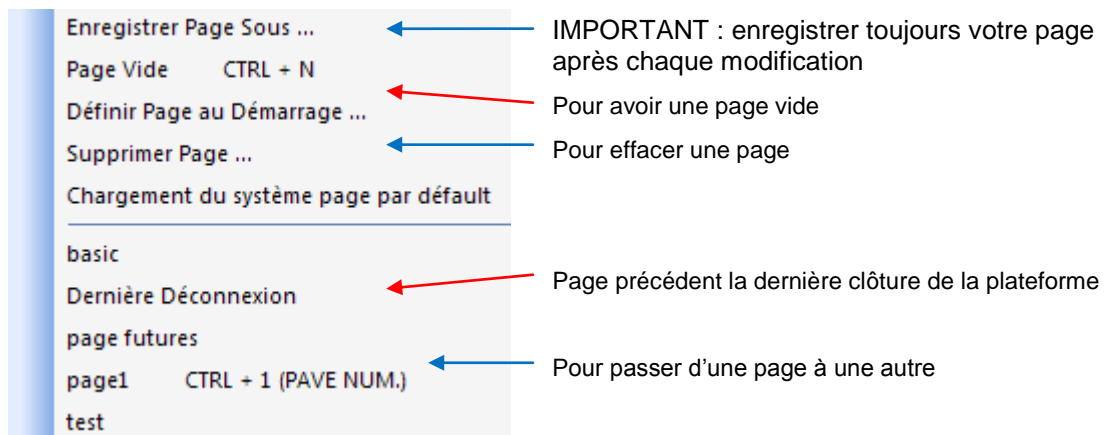 Enregistrer Page Sous ...
IMPORTANT : enregistrer toujours votre page
après chaque modification
Page Vide CTRL + N
Pour avoir une page vide
Définir Page au Démarrage ...
Supprimer Page ...
Pour effacer une page
Chargement du système page par défault
basic
Dernière Déconnexion
Page précédent la dernière clôture de la plateforme
page futures
page1 CTRL + 1 (PAVE NUM.)
Pour passer d’une page à une autre
test